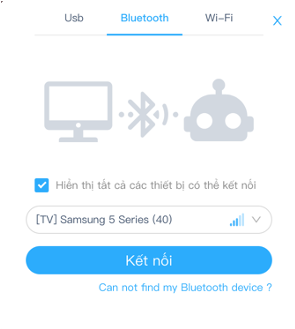 Usb Bluetooth Wi-Fi X
Hiển thị tất cả các thiết bị có thể kết nối
[TV] Samsung 5 Series (40)
Kết nối
Can not find my Bluetooth device ?